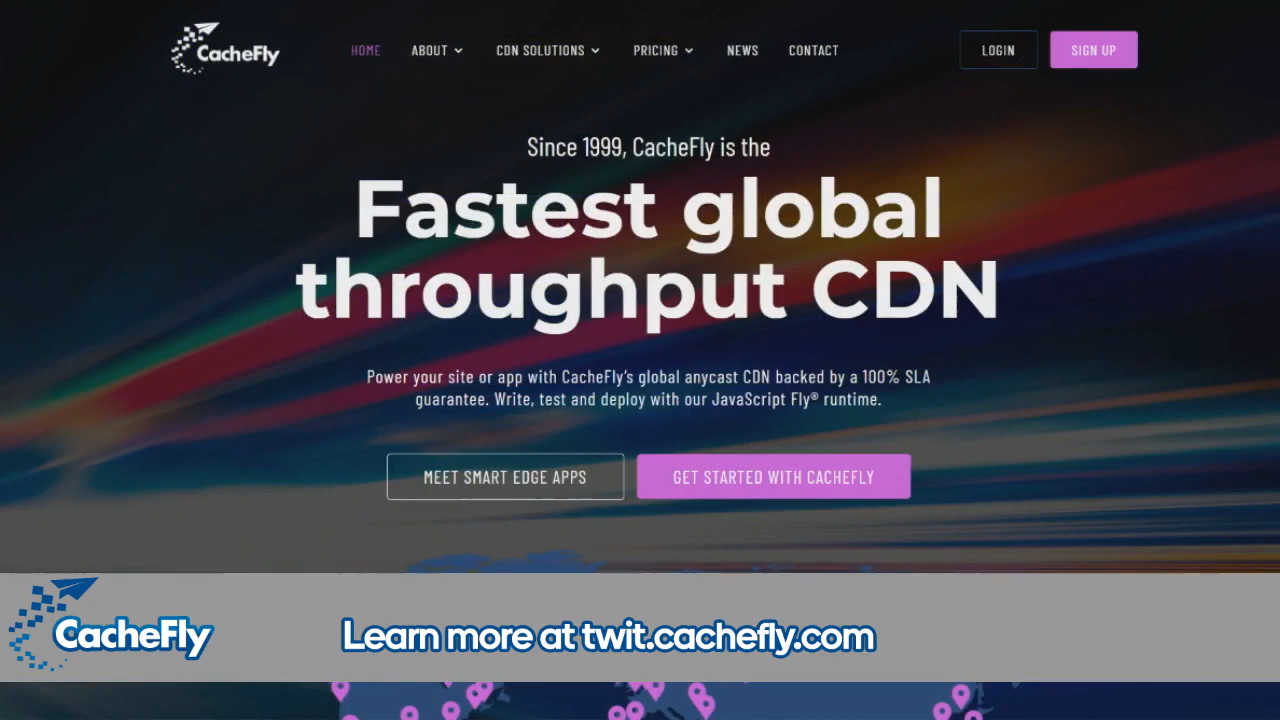 CacheFly
HOME ABOUT CDN SOLUTIONS PRICING NEWS CONTACT LOGIN SIGN UP
Since 1999, CacheFly is the
Fastest global
throughput CDN
Power your site or app with CacheFly's global anycast CDN backed by a 100% SLA
guarantee. Write, test and deploy with our JavaScript Fly® runtime.
MEET SMART EDGE APPS GET STARTED WITH CACHEFLY
CacheFly Learn more at twit.cachefly.com